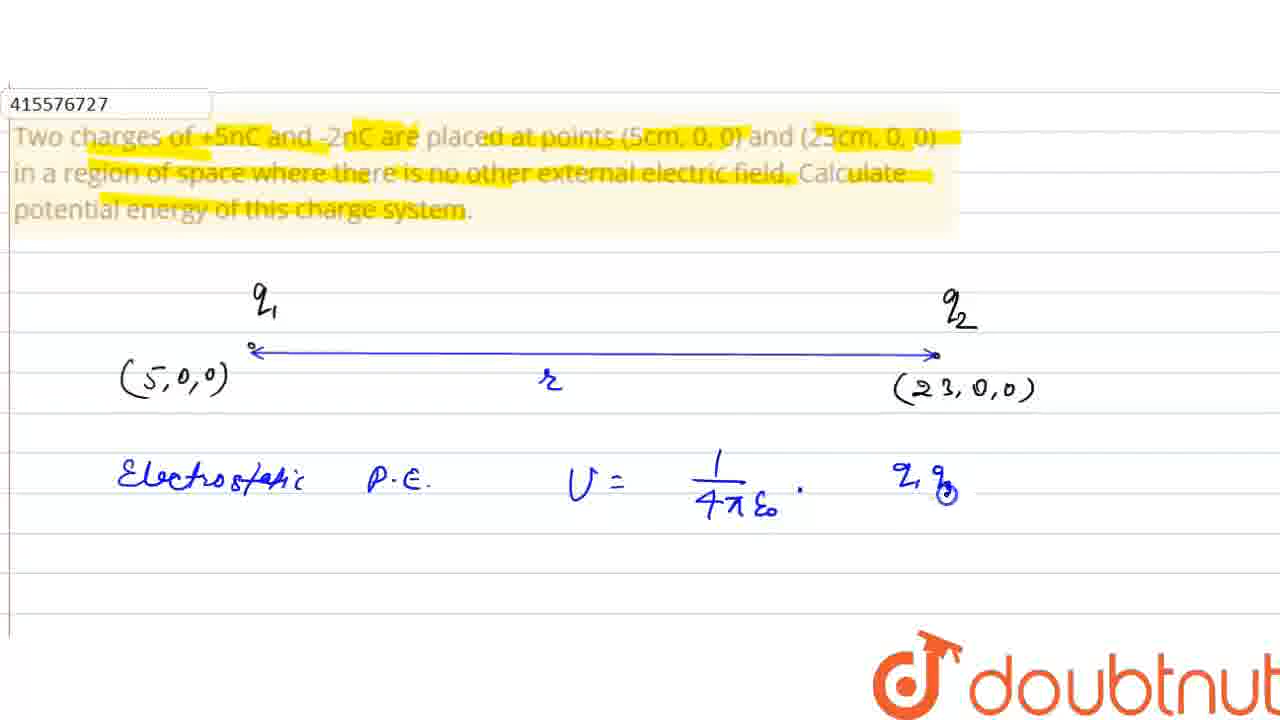 415576727
Two charges of +5nC and -2nC are placed at points (5cm, 0, 0) and (23cm, 0, 0)
in a region of space where there is no other external electric field. Calculate
potential energy of this charge system.
q₁ q₂
r
(5,0,0) (23,0,0)
Electrostatic P.E. U = 1/4πε₀ . q₁ q₂
doubtnut